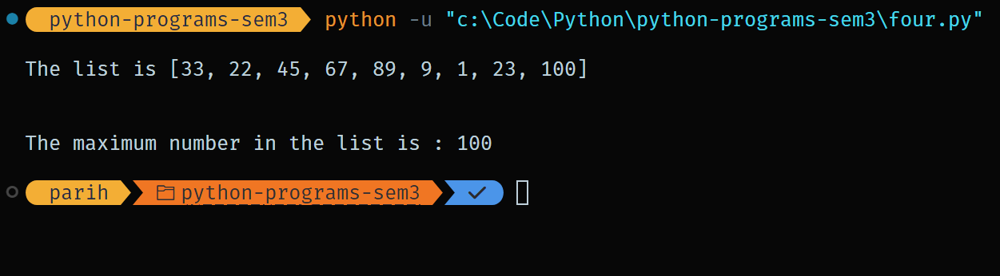 python-programs-sem3 python -u "c:\Code\Python\python-programs-sem3\four.py"
The list is [33, 22, 45, 67, 89, 9, 1, 23, 100]
The maximum number in the list is : 100
parih python-programs-sem3